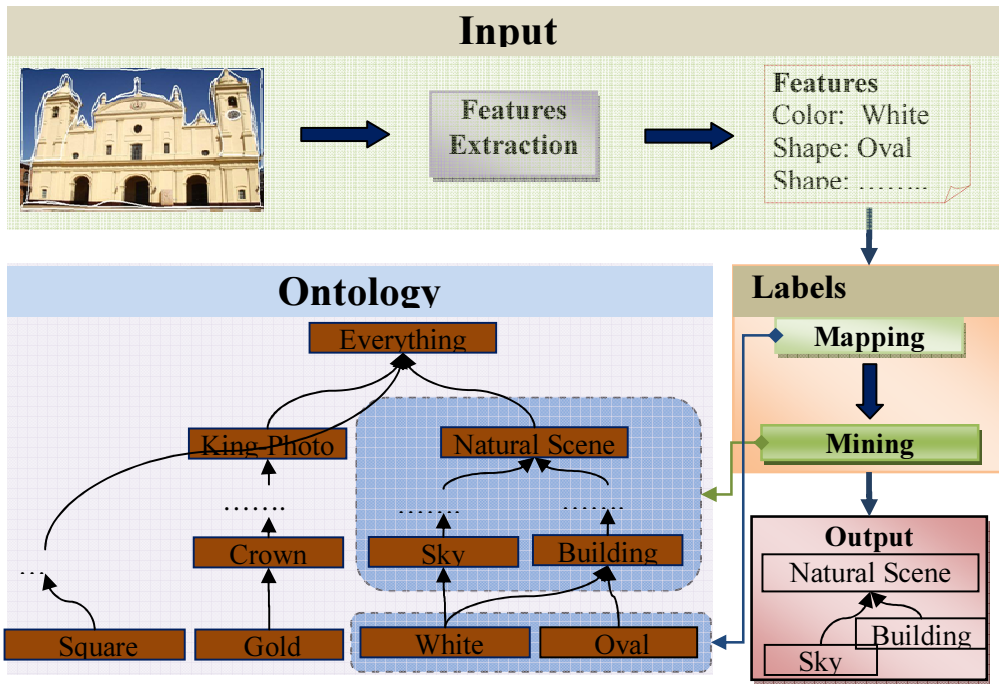 Input
Features
Extraction
Features
Color: White
Shape: Oval
Shape: ……..
Ontology
Everything
King Photo
Natural Scene
…….
………
………
Crown
Sky
Building
….
Square
Gold
White
Oval
Labels
Mapping
Mining
Output
Natural Scene
Building
Sky